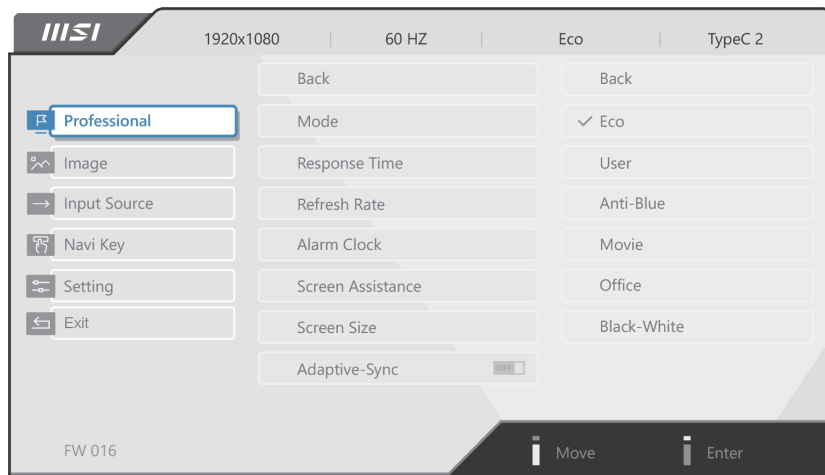 msi
1920x1080
60 HZ
Eco
TypeC 2
Professional
Image
Input Source
Navi Key
Setting
Exit
Back
Mode
Response Time
Refresh Rate
Alarm Clock
Screen Assistance
Screen Size
Adaptive-Sync OFF
Back
Eco
User
Anti-Blue
Movie
Office
Black-White
FW 016
Move
Enter